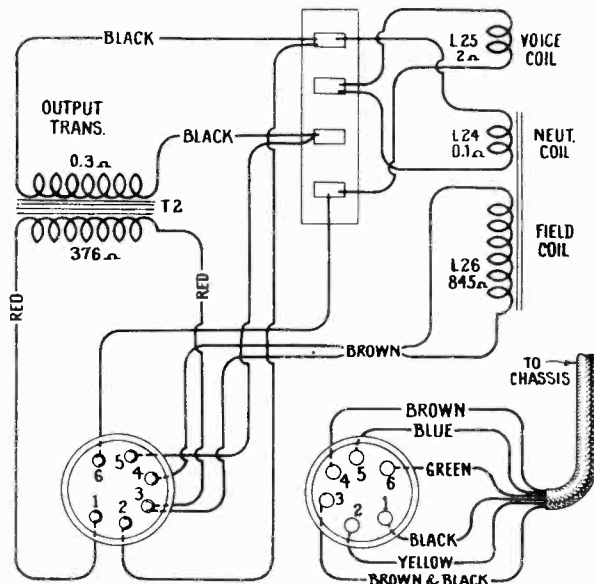 BLACK
L25
2Ω
VOICE
COIL
OUTPUT
TRANS.
BLACK
L24
0.1Ω
NEUT.
COIL
0.3Ω
T2
376Ω
RED
RED
FIELD
COIL
L26
845Ω
BROWN
TO
CHASSIS
6
5
4
3
1
2
BROWN
BLUE
GREEN
4
5
6
3
2
1
BLACK
YELLOW
BROWN & BLACK